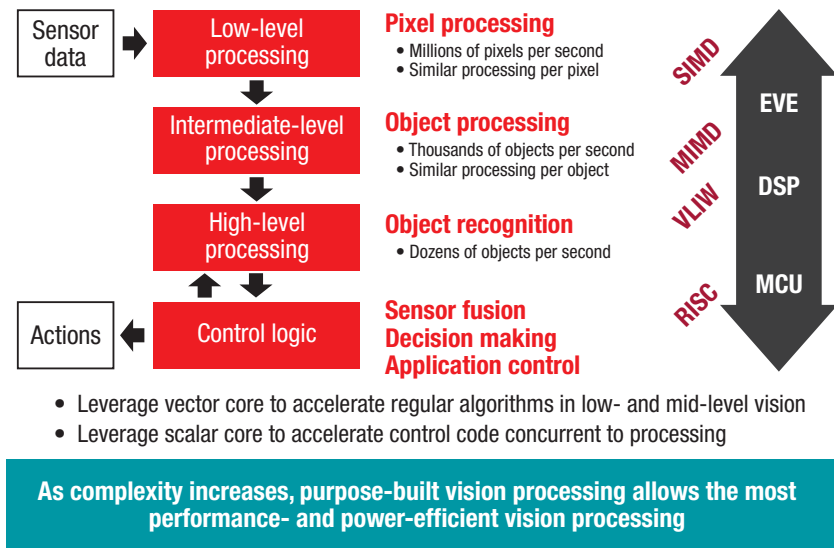 Sensor
data
Low-level
processing
Pixel processing
• Millions of pixels per second
• Similar processing per pixel
Intermediate-level
processing
Object processing
• Thousands of objects per second
• Similar processing per object
High-level
processing
Object recognition
• Dozens of objects per second
Actions
Control logic
Sensor fusion
Decision making
Application control
SIMD
MIMD
VLIW
RISC
EVE
DSP
MCU
• Leverage vector core to accelerate regular algorithms in low- and mid-level vision
• Leverage scalar core to accelerate control code concurrent to processing
As complexity increases, purpose-built vision processing allows the most
performance- and power-efficient vision processing